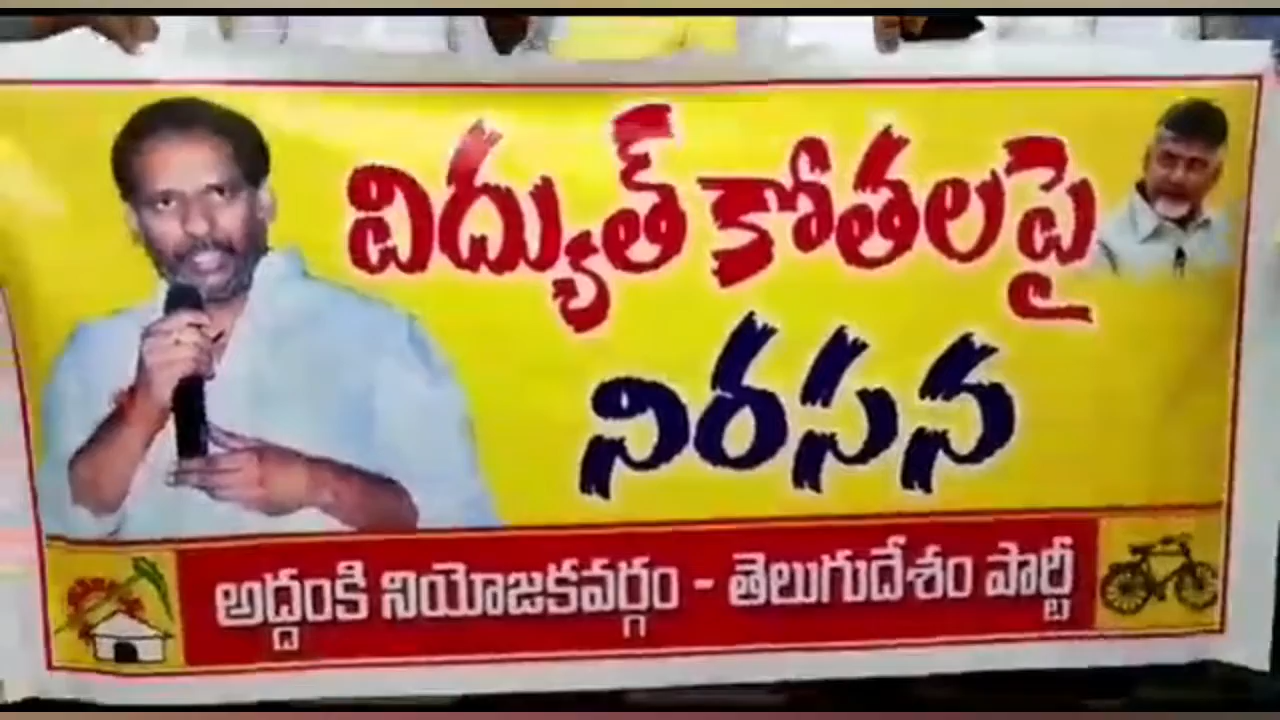 విద్యుత్ కోతలపై
నిరసన
అద్దంకి నియోజకవర్గం - తెలుగుదేశం పార్టీ